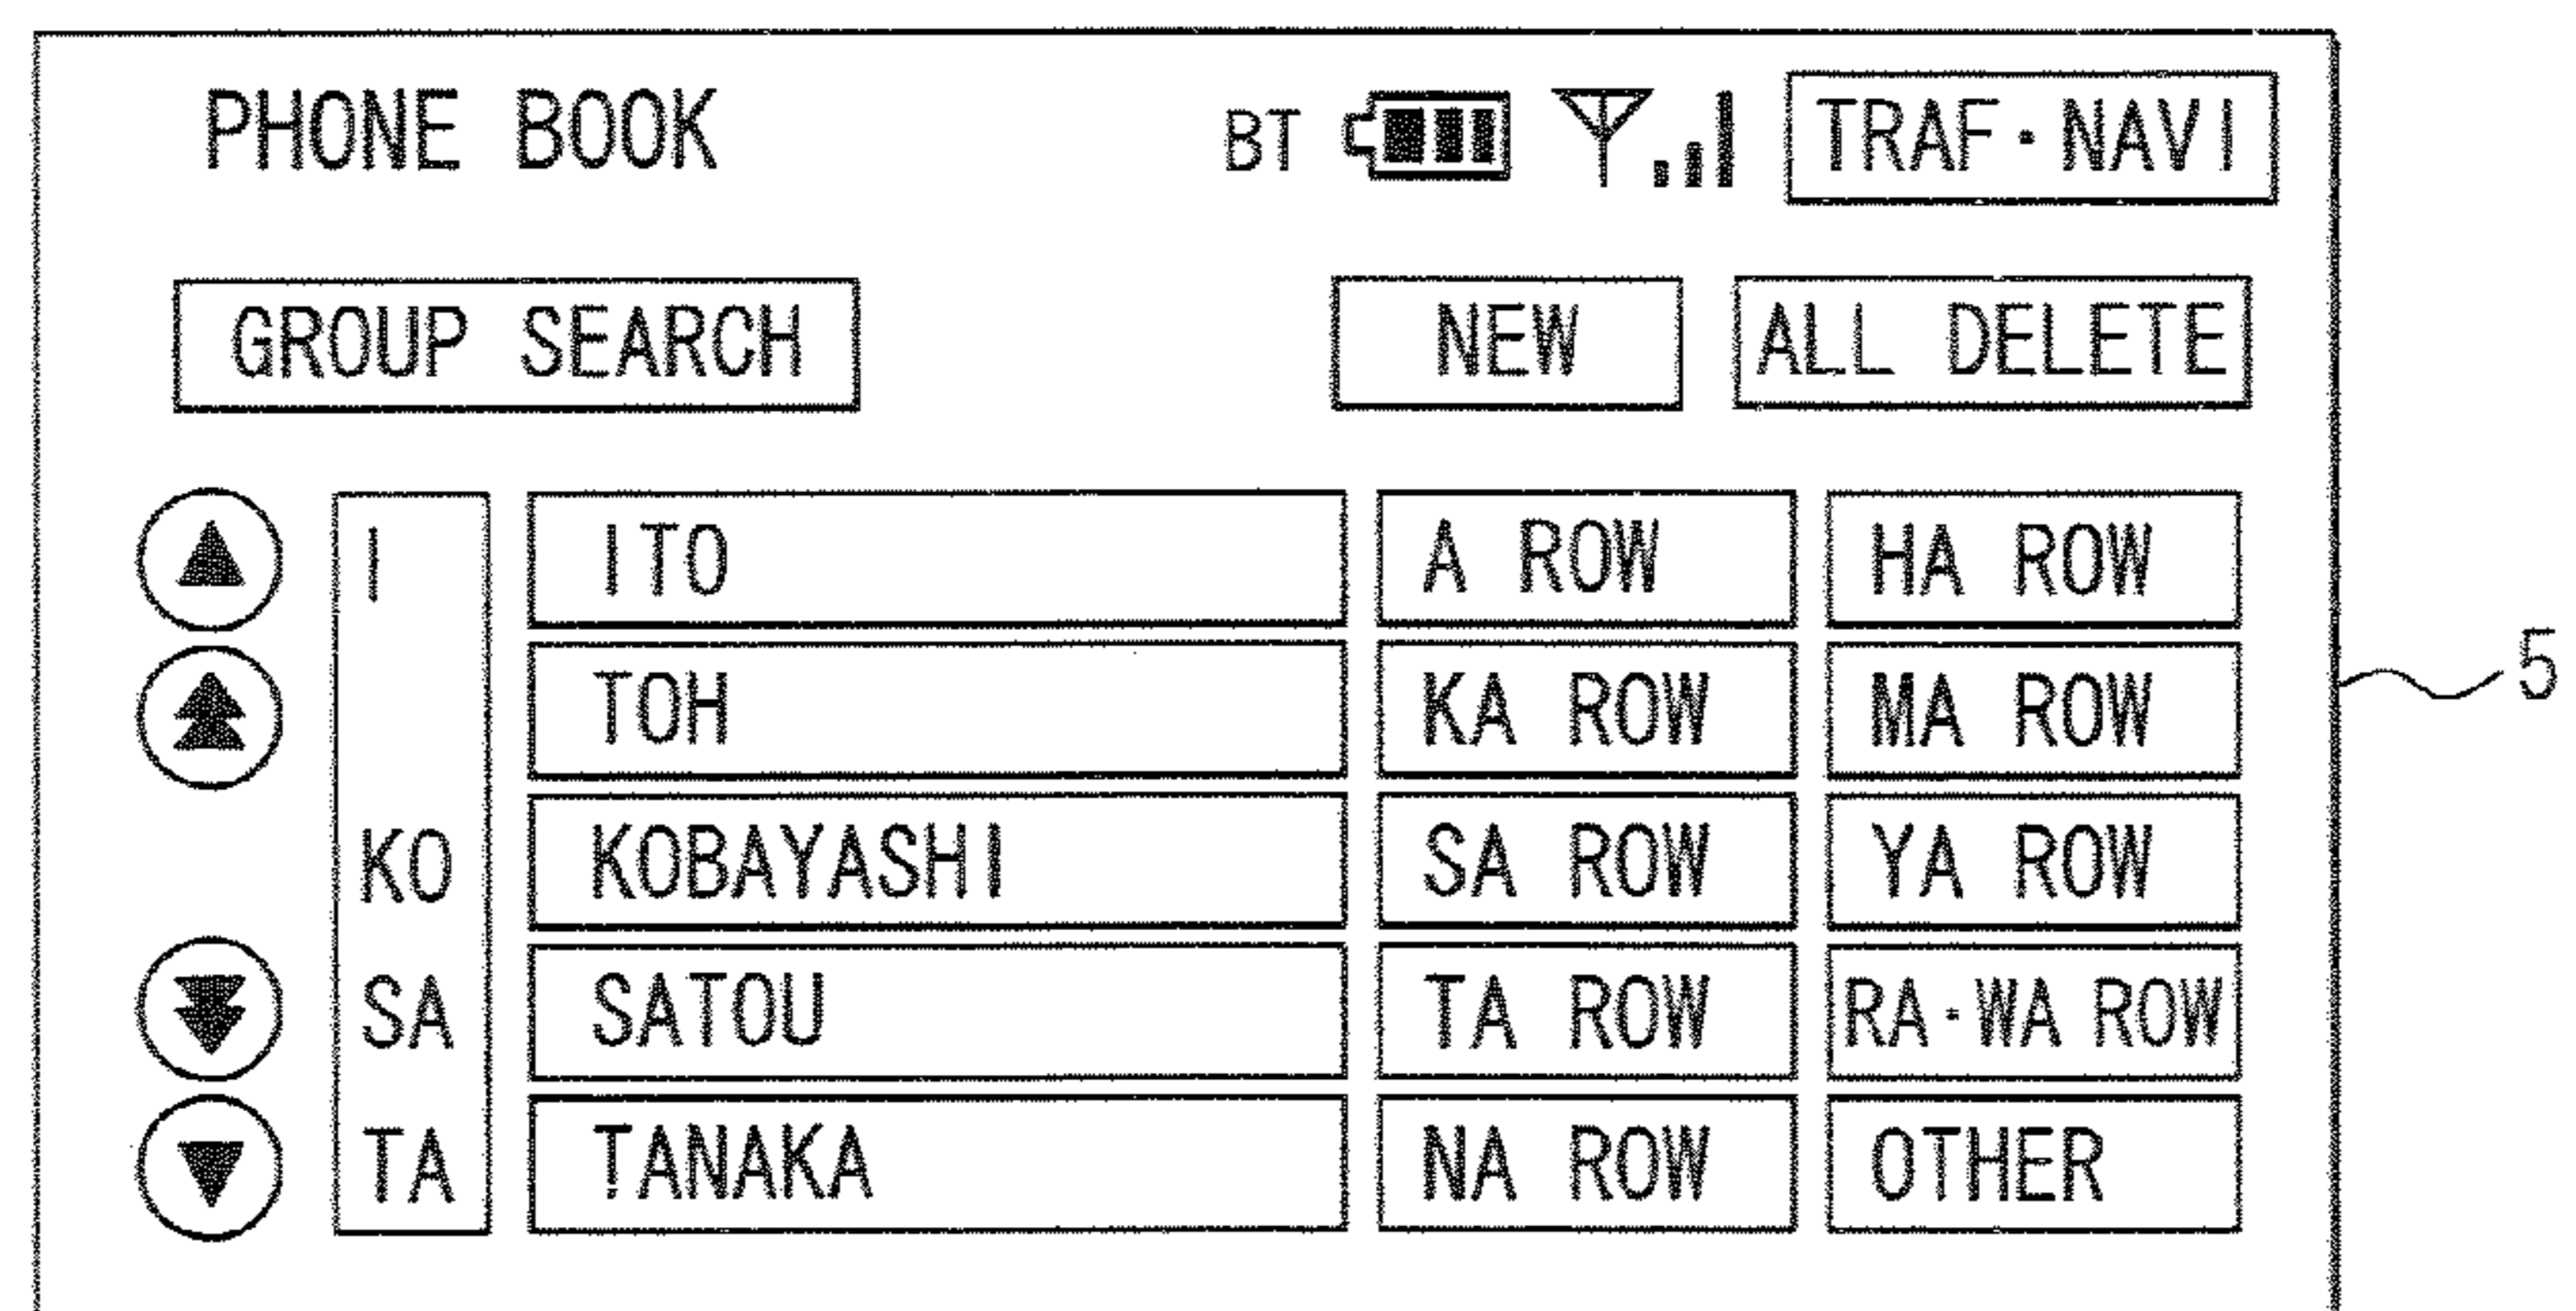 PHONE BOOK BT TRAF·NAVI
GROUP SEARCH NEW ALL DELETE
I ITO A ROW HA ROW
TOH KA ROW MA ROW
5
KO KOBAYASHI SA ROW YA ROW
SA SATOU TA ROW RA·WA ROW
TA TANAKA NA ROW OTHER